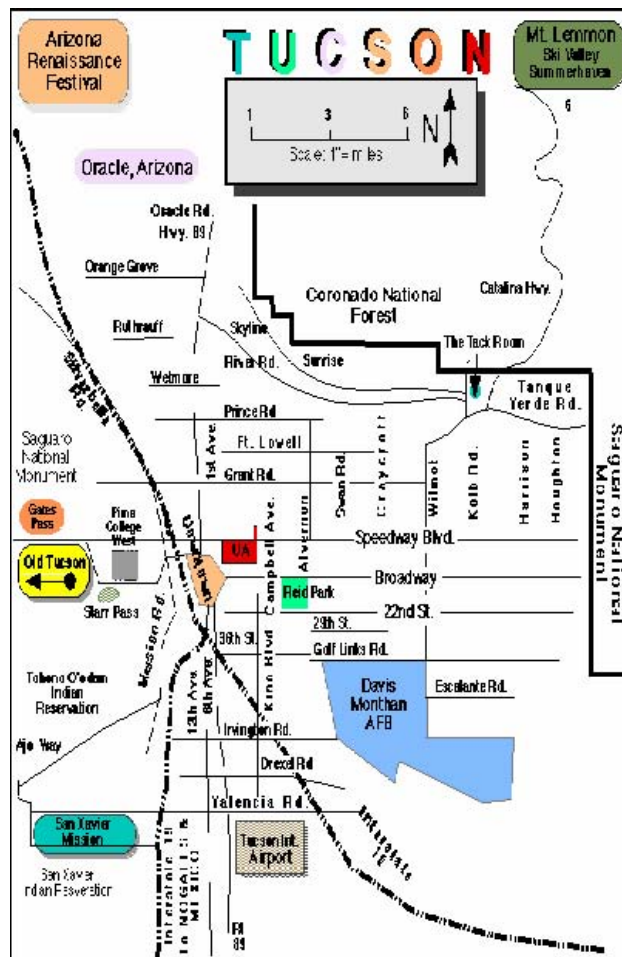 Arizona
Renaissance
Festival
TUCSON
Mt. Lemmon
Ski Valley
Summerhaven
6
1 3 6
N
Scale: 1"= miles
Oracle, Arizona
Oracle Rd.
Hwy. 89
Orange Grove
Coronado National
Forest
Catalina Hwy.
Ruthrauff
Skyline
The Tack Room
River Rd.
Sunrise
Wetmore
Tanque
Verde Rd.
Prince Rd
Silverbell
Rd.
1st Ave.
Ft. Lowell
Saguaro
National
Monument
Grant Rd.
Swan Rd.
Craycroft
Wilmot
Kolb Rd.
Harrison
Houghton
Saguaro National
Monument
Gates
Pass
Pima
College
West
UA
Campbell Ave.
Alvernon
Speedway Blvd.
Old Tucson
Downtown
Broadway
Reid Park
Starr Pass
22nd St.
29th St.
Mission Rd.
36th St.
Golf Links Rd.
Tohono O'odam
Indian
Reservation
12th Ave.
6th Ave.
Kino Blvd
Davis
Monthan
AFB
Escalante Rd.
Ajo Way
Irvington Rd.
Drexel Rd
Valencia Rd.
San Xavier
Mission
Tucson Int.
Airport
San Xavier
Indian Reservation
Interstate 19
to NOGALES &
MEXICO
Interstate
89